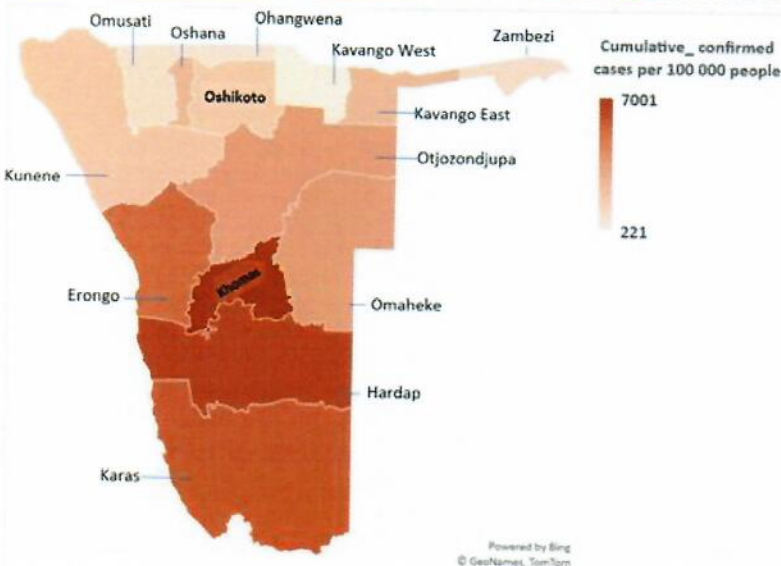 Omusati
Oshana
Ohangwena
Kavango West
Zambezi
Oshikoto
Kavango East
Otjozondjupa
Kunene
Khomas
Erongo
Omaheke
Hardap
Karas
Cumulative_ confirmed
cases per 100 000 people
7001
221
Powered by Bing
© GeoNames, TomTom